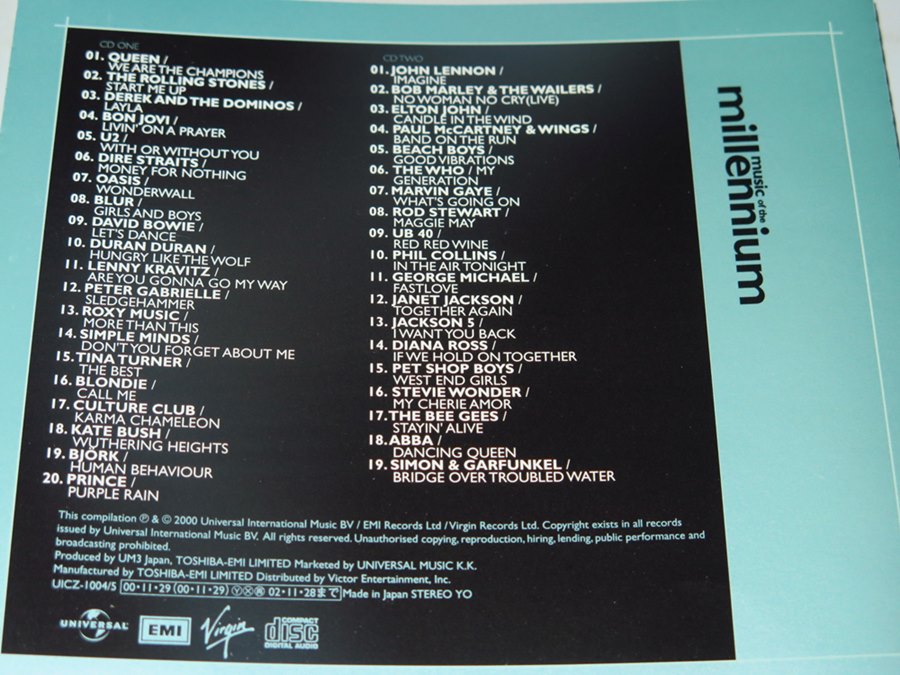 CD ONE
01. QUEEN /
WE ARE THE CHAMPIONS
02. THE ROLLING STONES /
START ME UP
03. DEREK AND THE DOMINOS /
LAYLA
04. BON JOVI /
LIVIN' ON A PRAYER
05. U2 /
WITH OR WITHOUT YOU
06. DIRE STRAITS /
MONEY FOR NOTHING
07. OASIS /
WONDERWALL
08. BLUR /
GIRLS AND BOYS
09. DAVID BOWIE /
LET'S DANCE
10. DURAN DURAN /
HUNGRY LIKE THE WOLF
11. LENNY KRAVITZ /
ARE YOU GONNA GO MY WAY
12. PETER GABRIELLE /
SLEDGEHAMMER
13. ROXY MUSIC /
MORE THAN THIS
14. SIMPLE MINDS /
DON'T YOU FORGET ABOUT ME
15. TINA TURNER /
THE BEST
16. BLONDIE /
CALL ME
17. CULTURE CLUB /
KARMA CHAMELEON
18. KATE BUSH /
WUTHERING HEIGHTS
19. BJÖRK /
HUMAN BEHAVIOUR
20. PRINCE /
PURPLE RAIN
CD TWO
01. JOHN LENNON /
IMAGINE
02. BOB MARLEY & THE WAILERS /
NO WOMAN NO CRY(LIVE)
03. ELTON JOHN /
CANDLE IN THE WIND
04. PAUL McCARTNEY & WINGS /
BAND ON THE RUN
05. BEACH BOYS /
GOOD VIBRATIONS
06. THE WHO / MY
GENERATION
07. MARVIN GAYE /
WHAT'S GOING ON
08. ROD STEWART /
MAGGIE MAY
09. UB 40 /
RED RED WINE
10. PHIL COLLINS /
IN THE AIR TONIGHT
11. GEORGE MICHAEL /
FASTLOVE
12. JANET JACKSON /
TOGETHER AGAIN
13. JACKSON 5 /
I WANT YOU BACK
14. DIANA ROSS /
IF WE HOLD ON TOGETHER
15. PET SHOP BOYS /
WEST END GIRLS
16. STEVIE WONDER /
MY CHERIE AMOR
17. THE BEE GEES /
STAYIN' ALIVE
18. ABBA /
DANCING QUEEN
19. SIMON & GARFUNKEL /
BRIDGE OVER TROUBLED WATER
music of the
millennium
This compilation ℗ & © 2000 Universal International Music BV / EMI Records Ltd / Virgin Records Ltd. Copyright exists in all records
issued by Universal International Music BV. All rights reserved. Unauthorised copying, reproduction, hiring, lending, public performance and
broadcasting prohibited.
Produced by UM3 Japan, TOSHIBA-EMI LIMITED Marketed by UNIVERSAL MUSIC K.K.
Manufactured by TOSHIBA-EMI LIMITED Distributed by Victor Entertainment, Inc.
UICZ-1004/5 00·11·29 (00·11·29) Ⓨ Ⓧ 02·11·28まで Made in Japan STEREO YO
UNIVERSAL
EMI
Virgin
COMPACT
disc
DIGITAL AUDIO